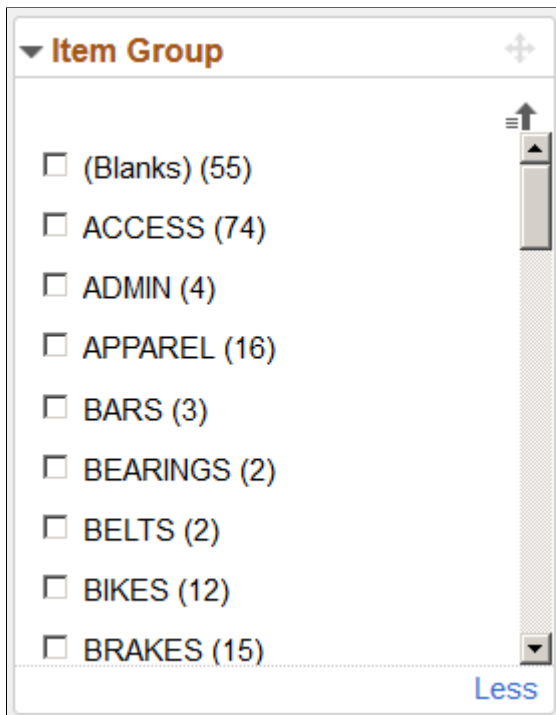 Item Group
(Blanks) (55)
ACCESS (74)
ADMIN (4)
APPAREL (16)
BARS (3)
BEARINGS (2)
BELTS (2)
BIKES (12)
BRAKES (15)
Less